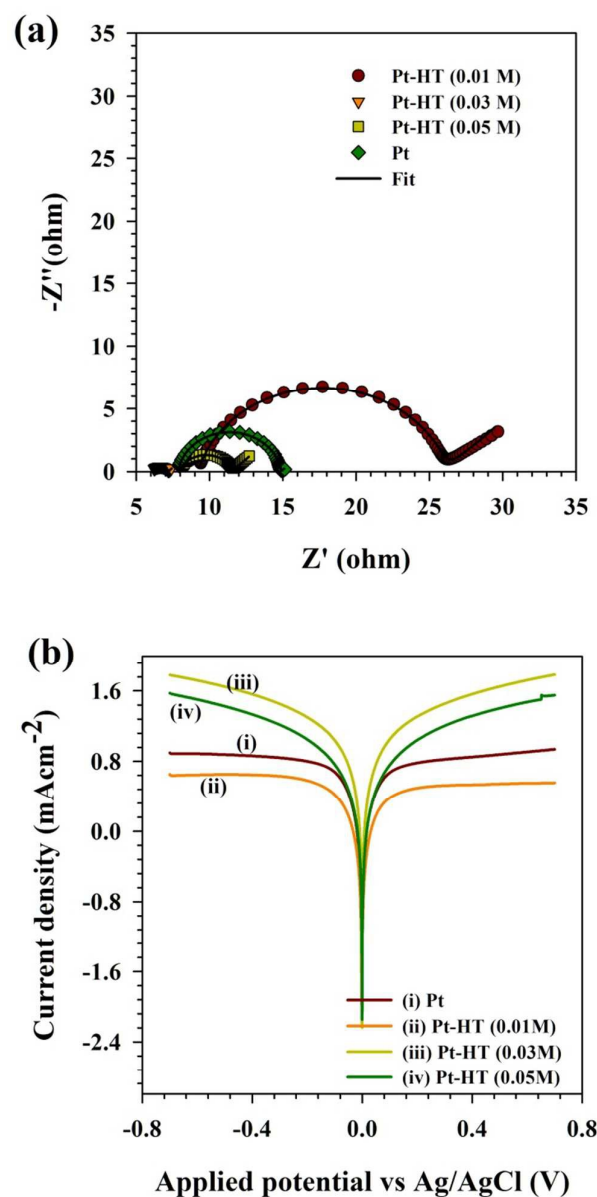 (a)
35
30
25
20
15
10
5
0
-Z''(ohm)
Pt-HT (0.01 M)
Pt-HT (0.03 M)
Pt-HT (0.05 M)
Pt
Fit
5 10 15 20 25 30 35
Z' (ohm)
(b)
1.6
0.8
0.0
-0.8
-1.6
-2.4
Current density (mAcm-2)
(iii)
(iv)
(i)
(ii)
(i) Pt
(ii) Pt-HT (0.01M)
(iii) Pt-HT (0.03M)
(iv) Pt-HT (0.05M)
-0.8 -0.4 0.0 0.4 0.8
Applied potential vs Ag/AgCl (V)